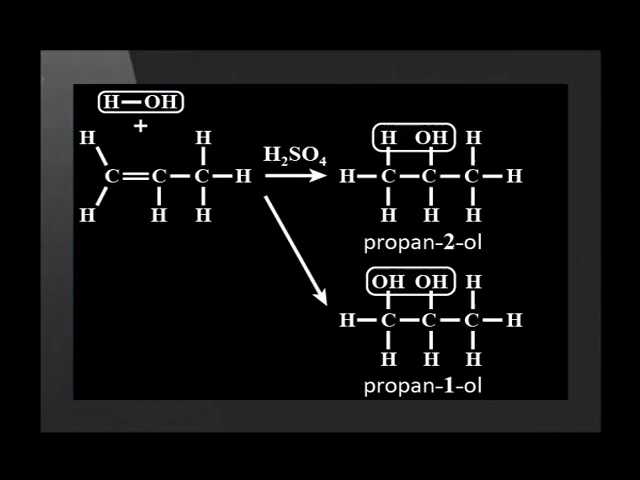 H—OH
+
H H
H₂SO₄
C=C—C—H
H H H
H OH H
H—C—C—C—H
H H H
propan-2-ol
OH OH H
H—C—C—C—H
H H H
propan-1-ol